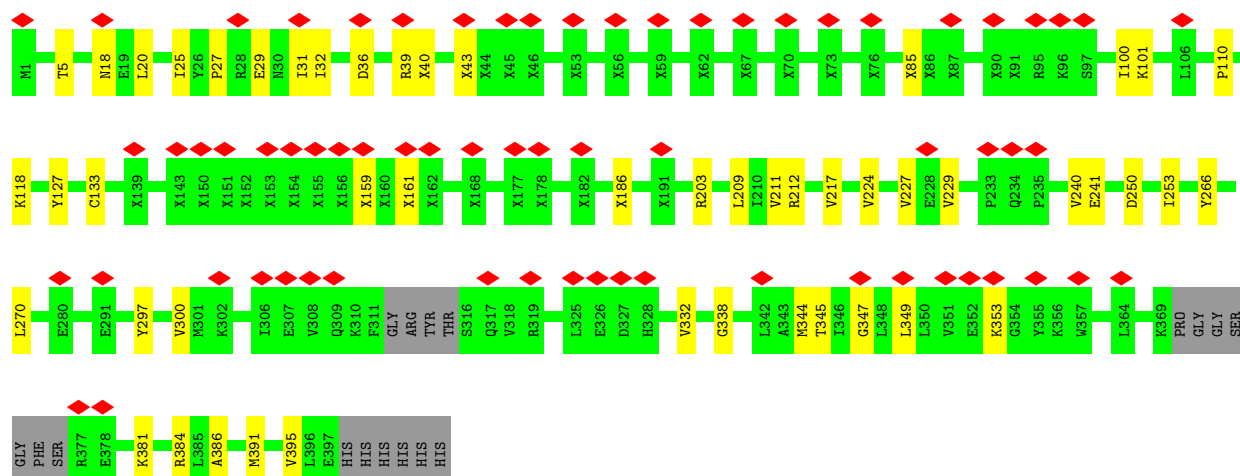 M1 T5 N18 E19 L20 I25 Y26 P27 R28 E29 N30 I31 I32 D36 R39 X40 X43 X44 X45 X46 X53 X56 X59 X62 X67 X70 X73 X76 X85 X86 X87 X90 X91 R95 K96 S97 I100 K101 L106 P110
K118 Y127 C133 X139 X143 X150 X151 X152 X153 X154 X155 X156 X159 X160 X161 X162 X168 X177 X178 X182 X186 X191 R203 L209 I210 V211 R212 V217 V224 V227 E228 V229 P233 Q234 P235 V240 E241 D250 I253 Y266
L270 E280 E291 Y297 V300 M301 K302 I306 E307 V308 Q309 K310 F311 GLY ARG TYR THR S316 Q317 V318 R319 L325 E326 D327 H328 V332 G338 L342 A343 M344 T345 I346 G347 L348 L349 L350 V351 E352 K353 G354 Y355 K356 W357 L364 K369 PRO GLY GLY SER
GLY PHE SER R377 E378 K381 R384 L385 A386 M391 V395 L396 E397 HIS HIS HIS HIS HIS HIS